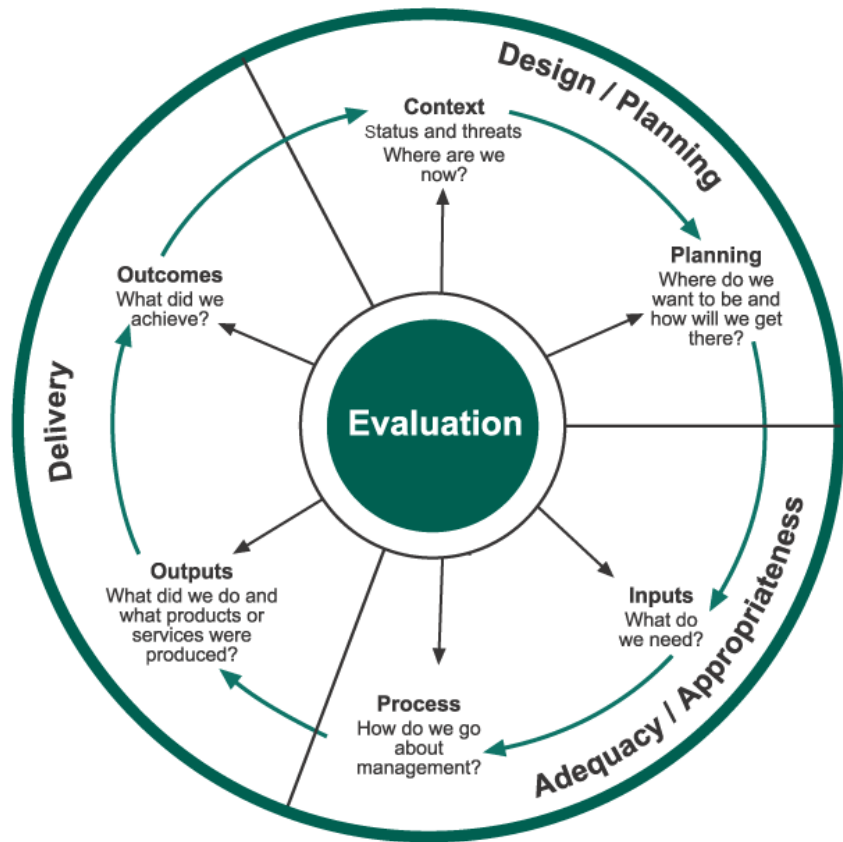 Design / Planning
Context
Status and threats
Where are we
now?
Planning
Where do we
want to be and
how will we get
there?
Outcomes
What did we
achieve?
Delivery
Evaluation
Outputs
What did we do and
what products or
services were
produced?
Inputs
What do
we need?
Process
How do we go
about
management?
Adequacy / Appropriateness